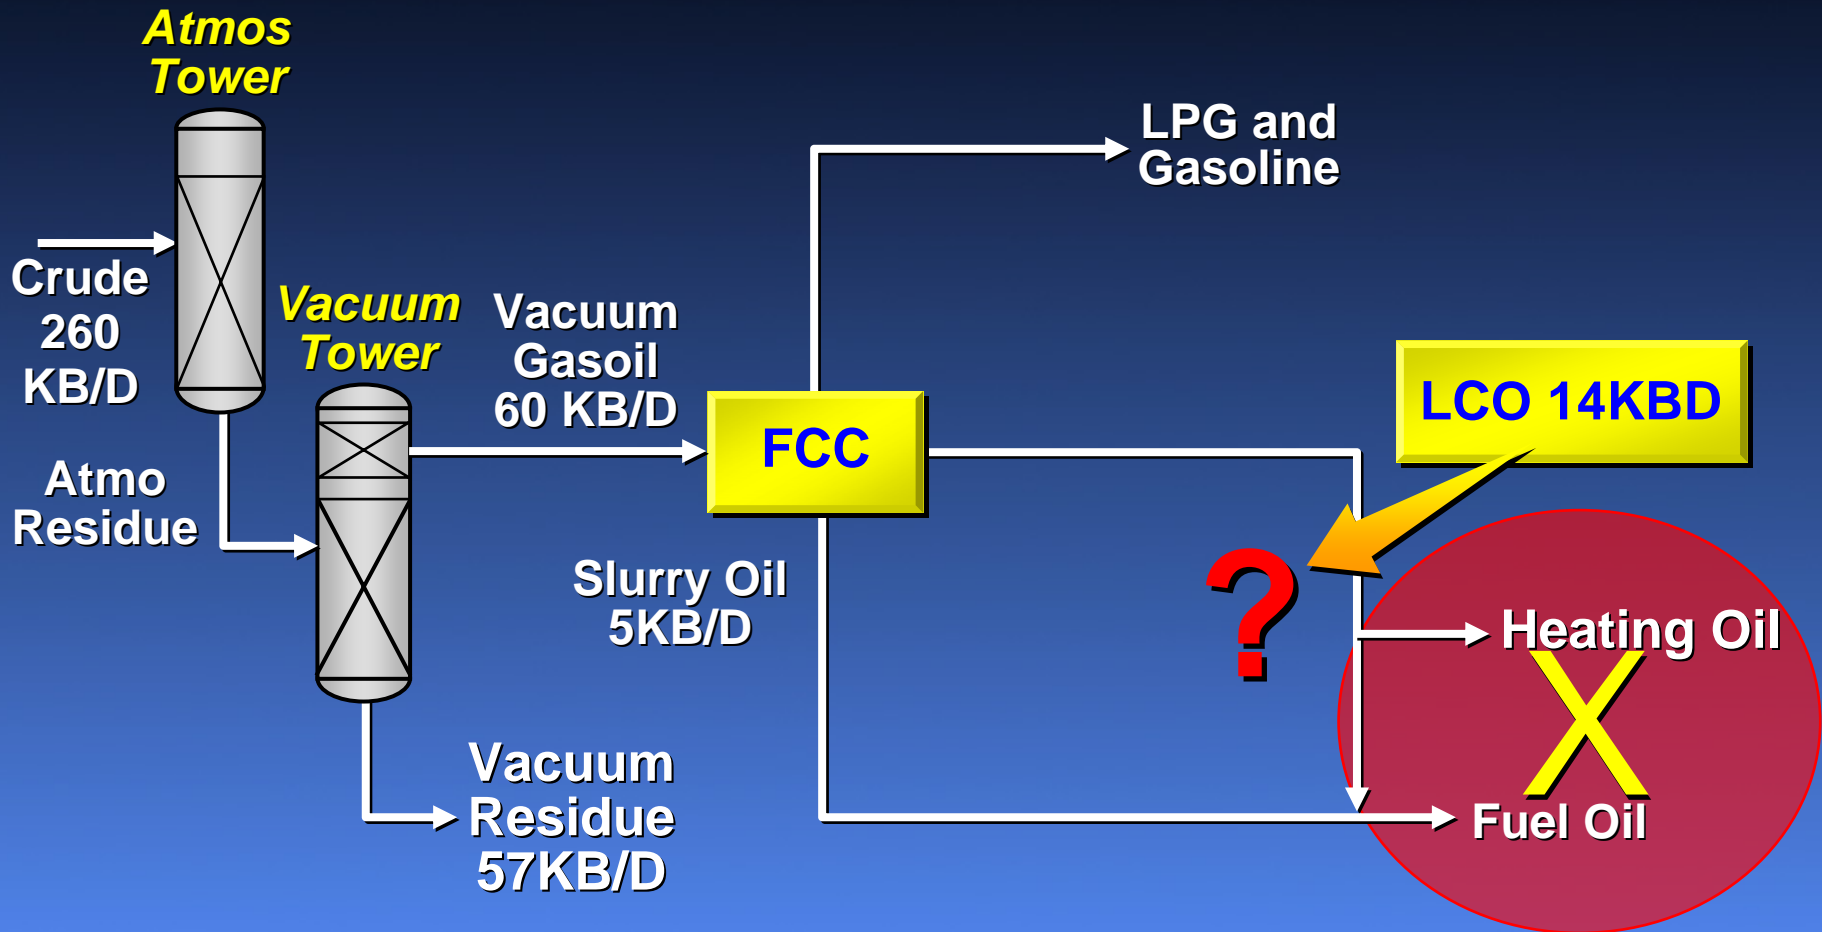 Atmos
Tower
Crude
260
KB/D
Atmo
Residue
Vacuum
Tower
Vacuum
Gasoil
60 KB/D
Vacuum
Residue
57KB/D
FCC
Slurry Oil
5KB/D
LPG and
Gasoline
LCO 14KBD
?
Heating Oil
X
Fuel Oil